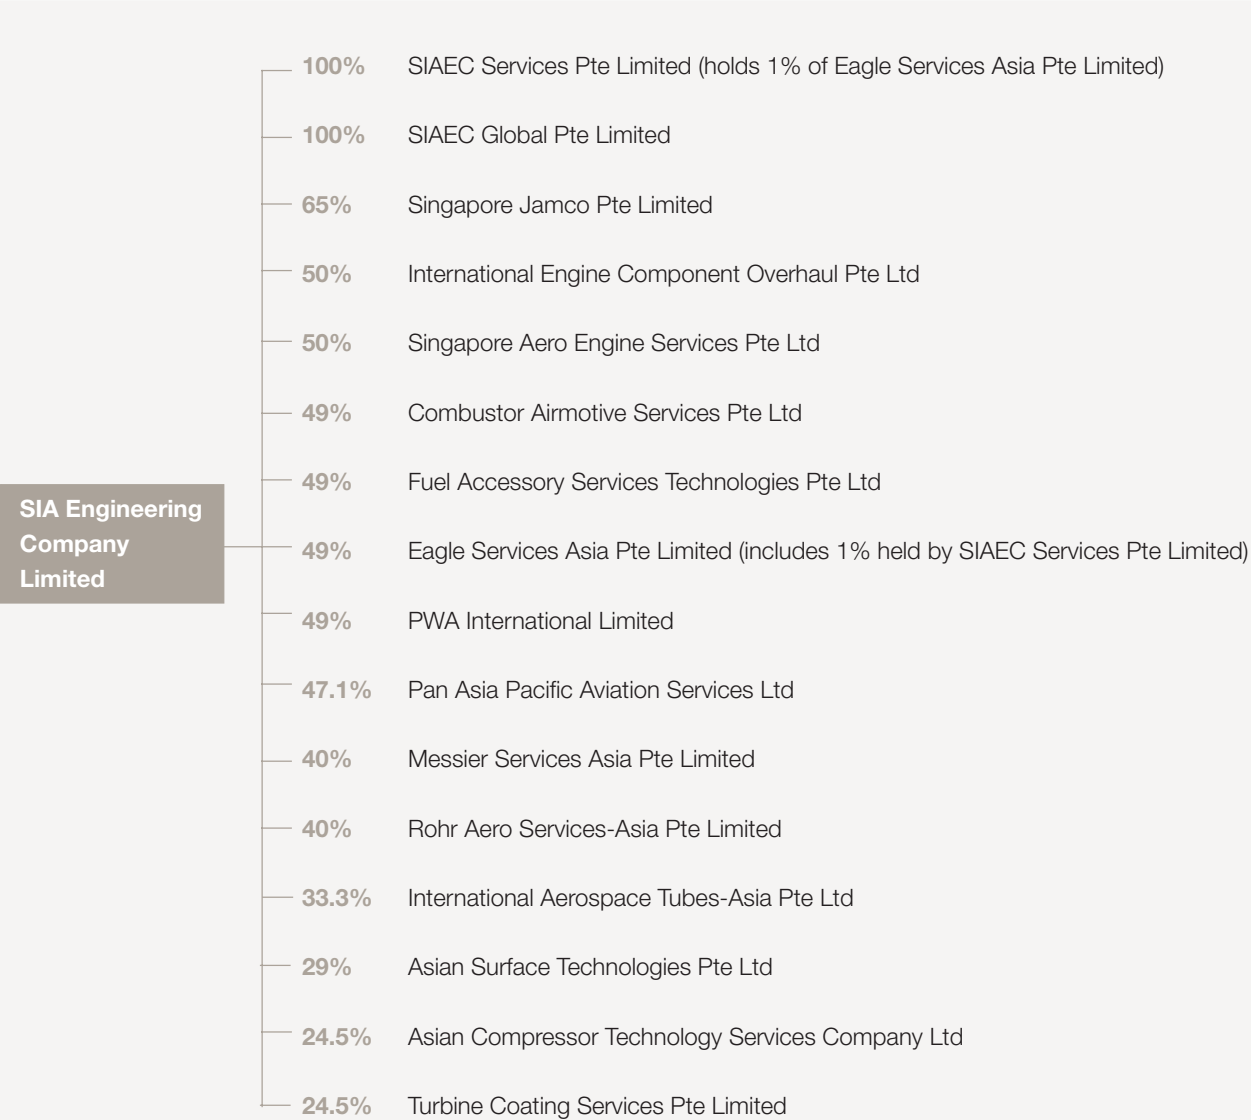 100% SIAEC Services Pte Limited (holds 1% of Eagle Services Asia Pte Limited)
100% SIAEC Global Pte Limited
65% Singapore Jamco Pte Limited
50% International Engine Component Overhaul Pte Ltd
50% Singapore Aero Engine Services Pte Ltd
49% Combustor Airmotive Services Pte Ltd
49% Fuel Accessory Services Technologies Pte Ltd
SIA Engineering
Company
Limited
49% Eagle Services Asia Pte Limited (includes 1% held by SIAEC Services Pte Limited)
49% PWA International Limited
47.1% Pan Asia Pacific Aviation Services Ltd
40% Messier Services Asia Pte Limited
40% Rohr Aero Services-Asia Pte Limited
33.3% International Aerospace Tubes-Asia Pte Ltd
29% Asian Surface Technologies Pte Ltd
24.5% Asian Compressor Technology Services Company Ltd
24.5% Turbine Coating Services Pte Limited